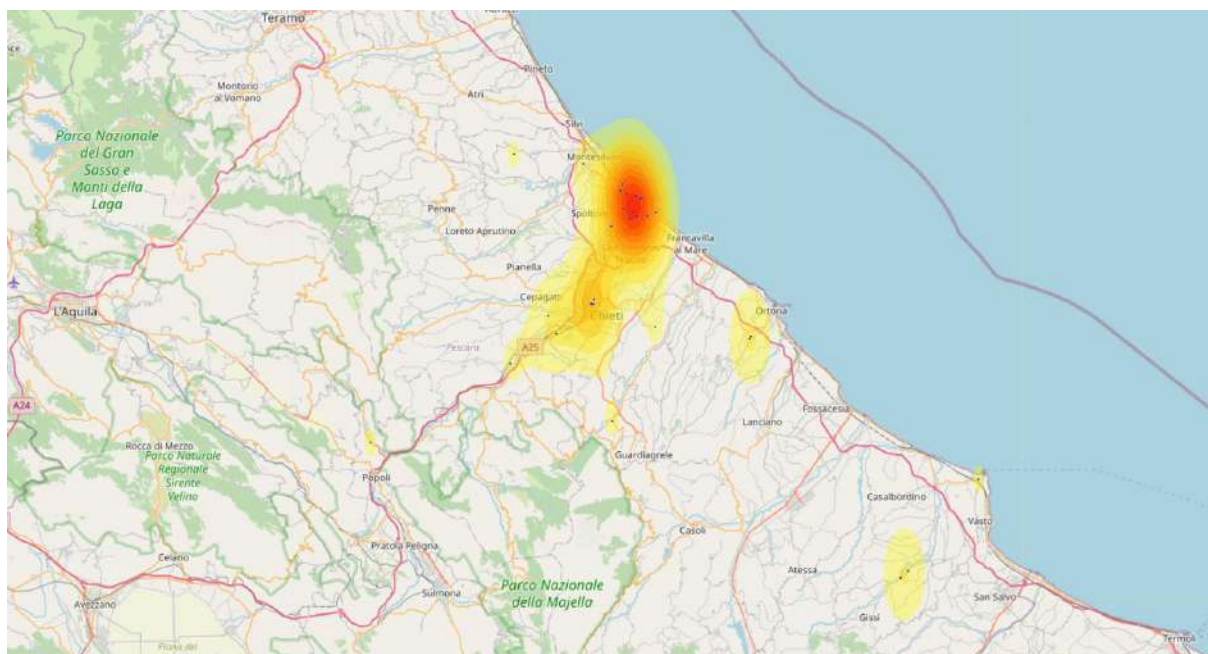 Teramo
Pineto
Montorio
al Vomano
Atri
Silvi
Parco Nazionale
del Gran
Sasso e
Monti della
Laga
Penne
Loreto Aprutino
Francavilla
al Mare
Pianella
Cepagatti
L'Aquila
Chieti
Ortona
Pescara
A25
A24
Fossacesia
Lanciano
Rocca di Mezzo
Parco Naturale
Regionale
Sirente
Velino
Guardiagrele
Popoli
Casalbordino
Vasto
Casoli
Pratola Peligna
Celano
Atessa
Parco Nazionale
della Majella
Sulmona
San Salvo
Avezzano
Gissi
Termoli